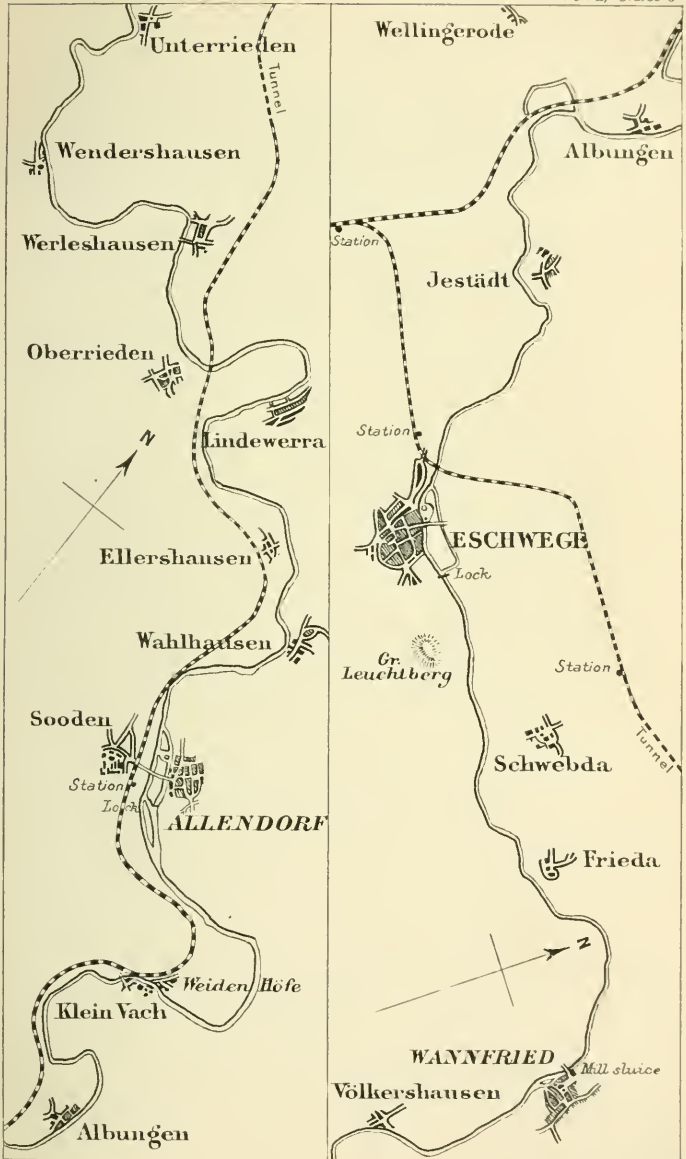 Unterrieden
Tunnel
Wendershausen
Werleshausen
Oberrieden
Lindewerra
N
Ellershausen
Wahlhausen
Sooden
Station
Lock
ALLENDORF
Weiden Höfe
Klein Vach
Albungen
Wellingerode
Albungen
Station
Jestädt
Station
ESCHWEGE
Lock
Gr.
Leuchtberg
Station
Schwebda
Tunnel
Frieda
N
WANNFRIED
Mill sluice
Völkershausen